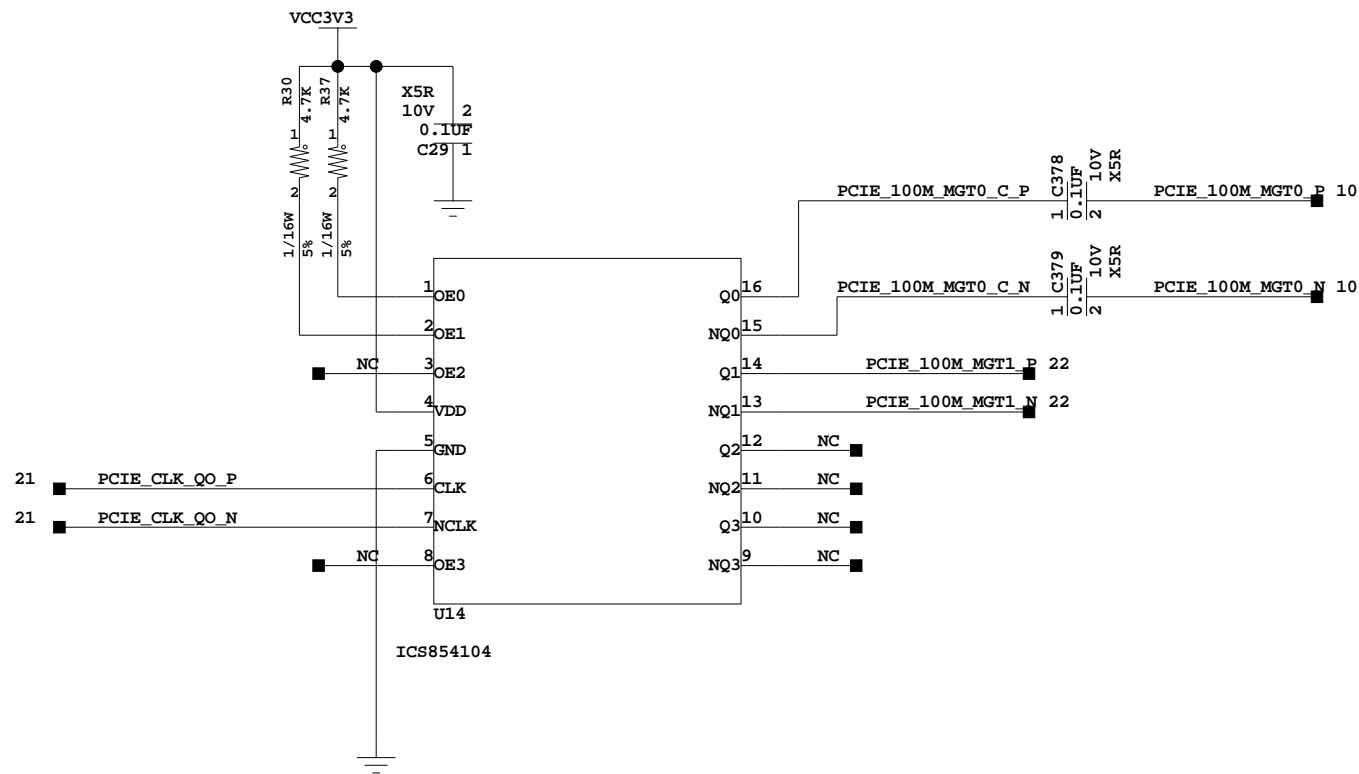 VCC3V3
R30
4.7K
R37
4.7K
1
1
2
2
1/16W
5%
1/16W
5%
X5R
10V 2
0.1UF
C29 1
PCIE_100M_MGT0_C_P
1 C378
0.1UF
2 10V
X5R
PCIE_100M_MGT0_P 10
PCIE_100M_MGT0_C_N
1 C379
0.1UF
2 10V
X5R
PCIE_100M_MGT0_N 10
1 OE0
Q0 16
2 OE1
NQ0 15
NC 3 OE2
Q1 14 PCIE_100M_MGT1_P 22
4 VDD
NQ1 13 PCIE_100M_MGT1_N 22
5 GND
Q2 12 NC
21 PCIE_CLK_QO_P 6 CLK
NQ2 11 NC
21 PCIE_CLK_QO_N 7 NCLK
Q3 10 NC
NC 8 OE3
NQ3 9 NC
U14
ICS854104